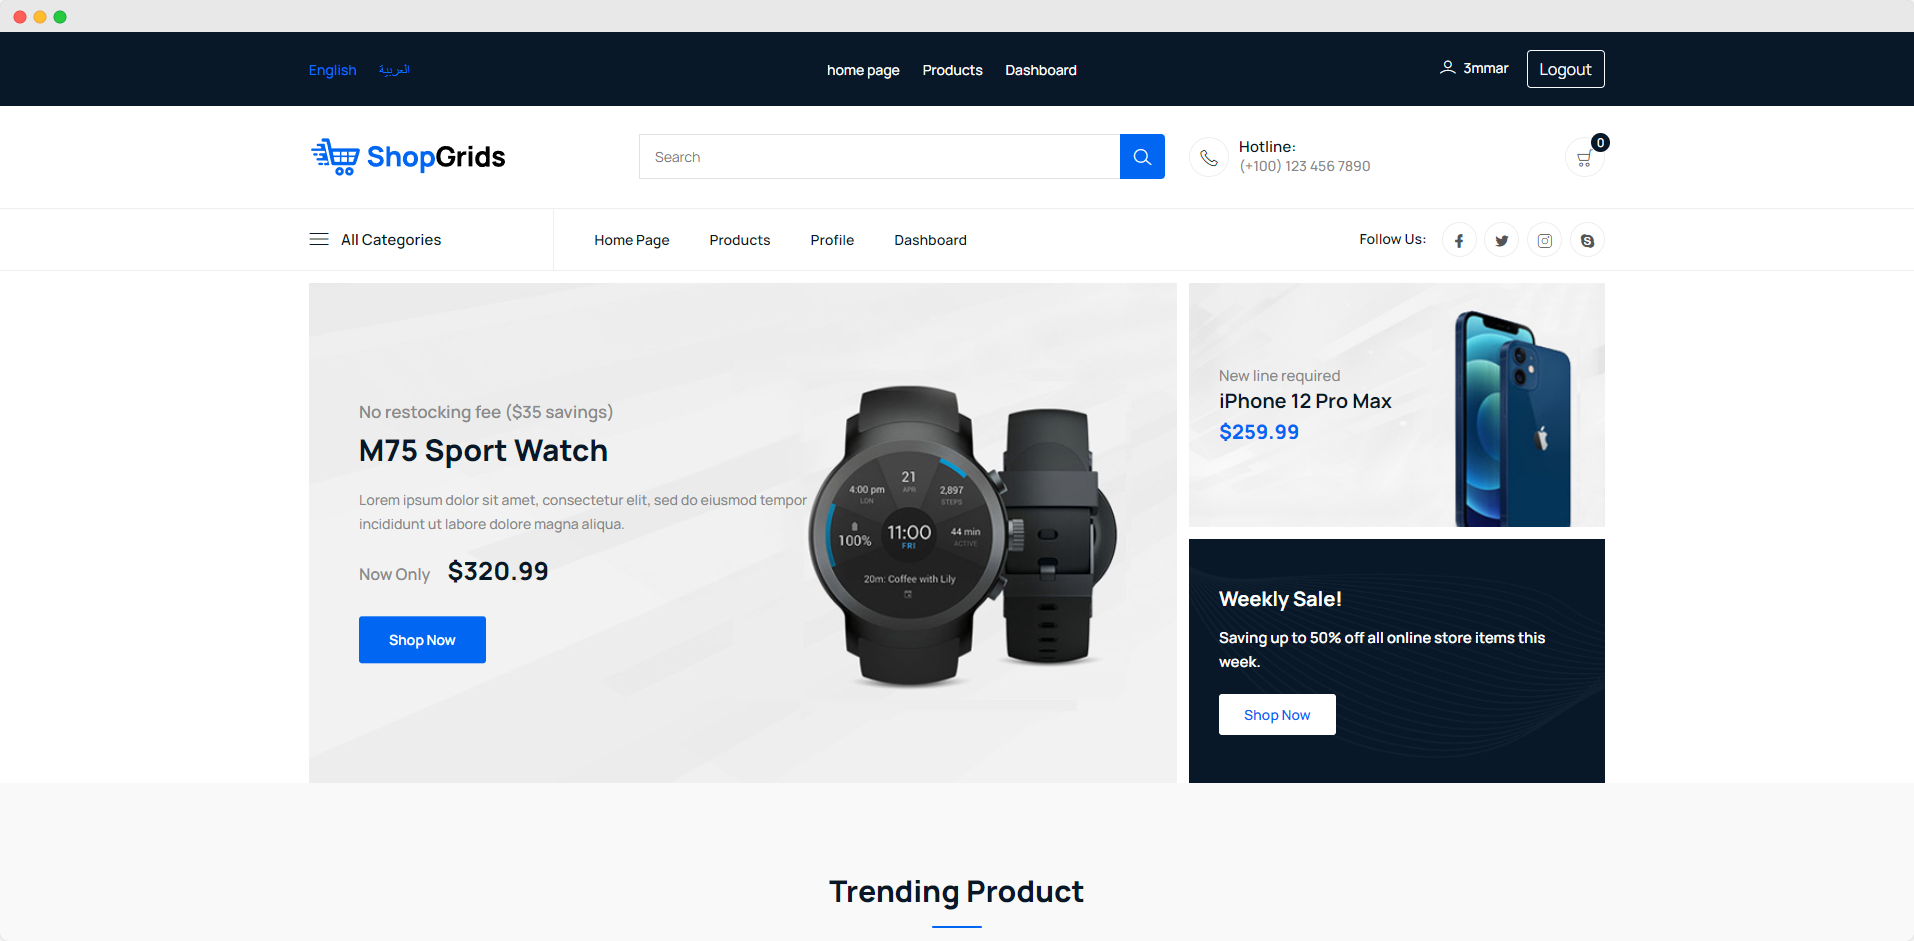 English العربية
home page Products Dashboard
3mmar Logout
ShopGrids
Search
Hotline:
(+100) 123 456 7890
0
All Categories
Home Page Products Profile Dashboard
Follow Us:
No restocking fee ($35 savings)
M75 Sport Watch
Lorem ipsum dolor sit amet, consectetur elit, sed do eiusmod tempor
incididunt ut labore dolore magna aliqua.
Now Only $320.99
Shop Now
21
APR
4:00 pm
LON
2,897
STEPS
100%
11:00
FRI
44 min
ACTIVE
20m: Coffee with Lily
New line required
iPhone 12 Pro Max
$259.99
Weekly Sale!
Saving up to 50% off all online store items this
week.
Shop Now
Trending Product